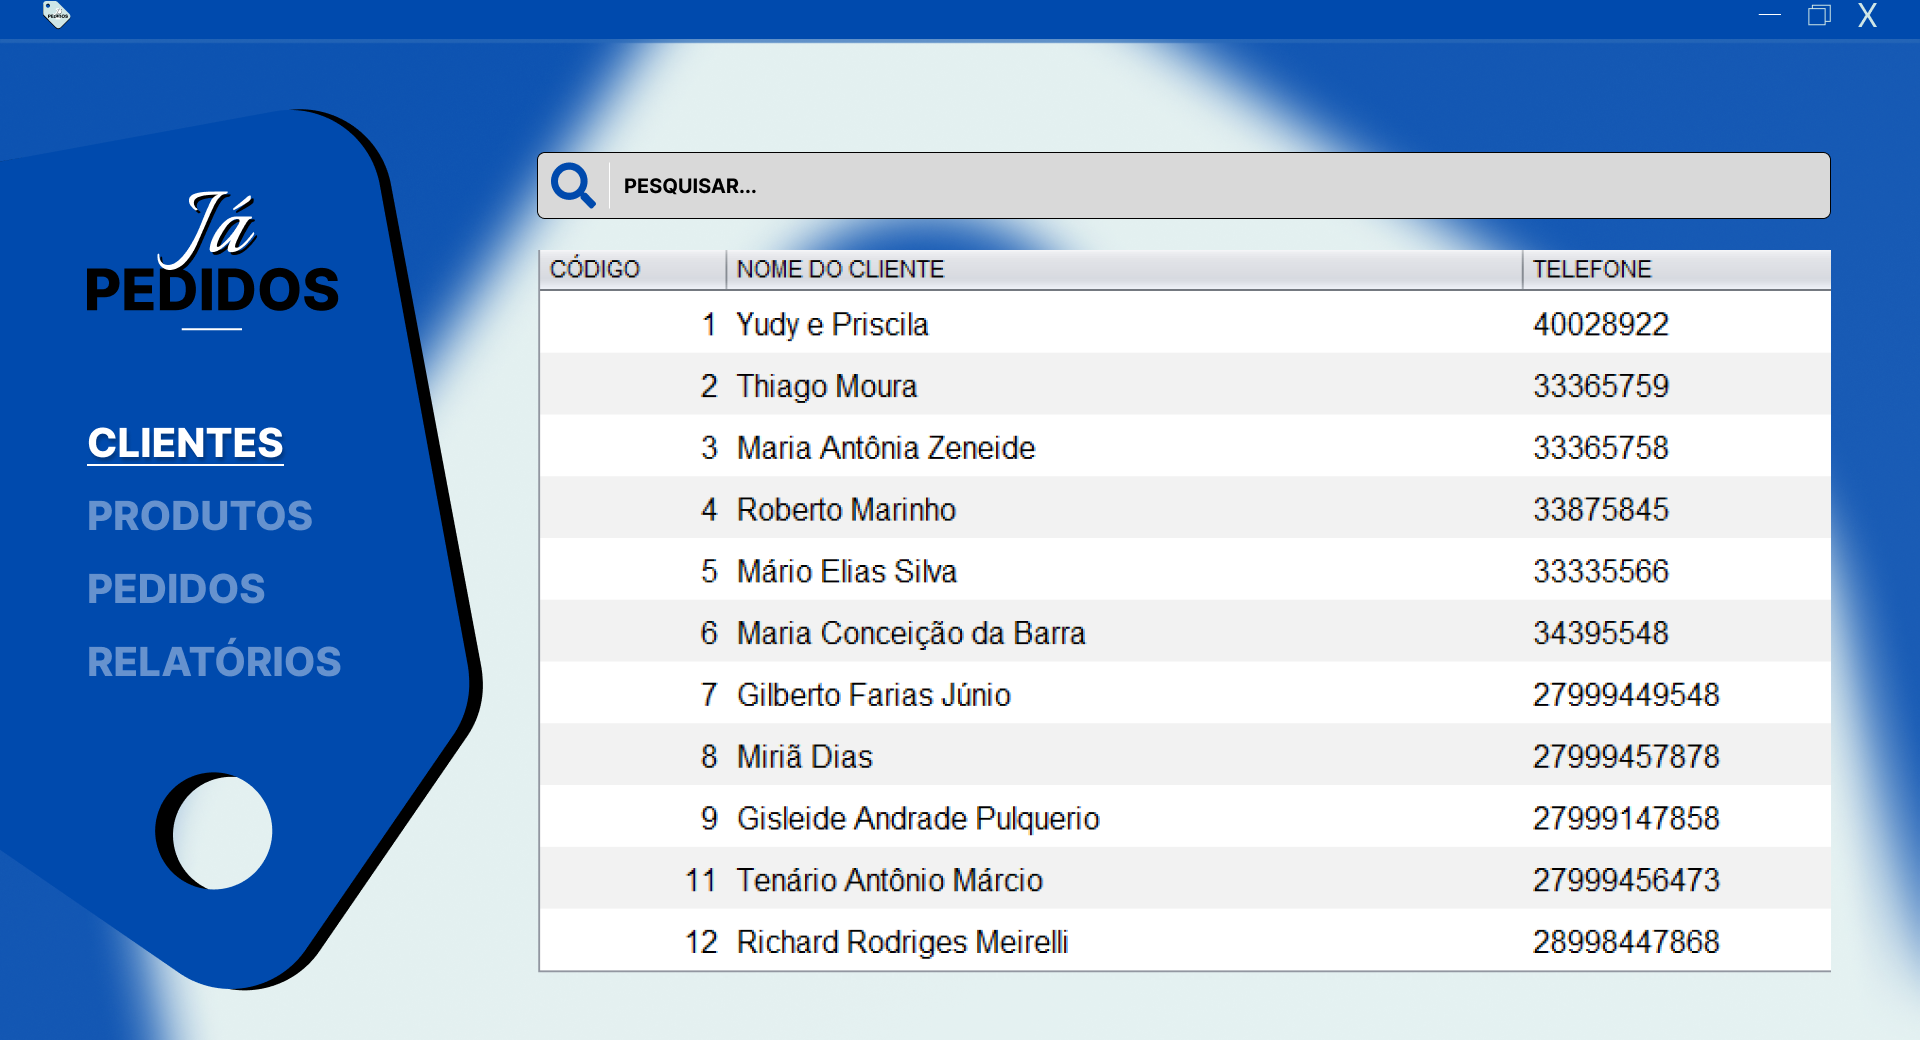 X
Já
PEDIDOS
CLIENTES
PRODUTOS
PEDIDOS
RELATÓRIOS
PESQUISAR...
CÓDIGO NOME DO CLIENTE TELEFONE
1 Yudy e Priscila 40028922
2 Thiago Moura 33365759
3 Maria Antônia Zeneide 33365758
4 Roberto Marinho 33875845
5 Mário Elias Silva 33335566
6 Maria Conceição da Barra 34395548
7 Gilberto Farias Júnio 27999449548
8 Miriã Dias 27999457878
9 Gisleide Andrade Pulquerio 27999147858
11 Tenário Antônio Márcio 27999456473
12 Richard Rodriges Meirelli 28998447868